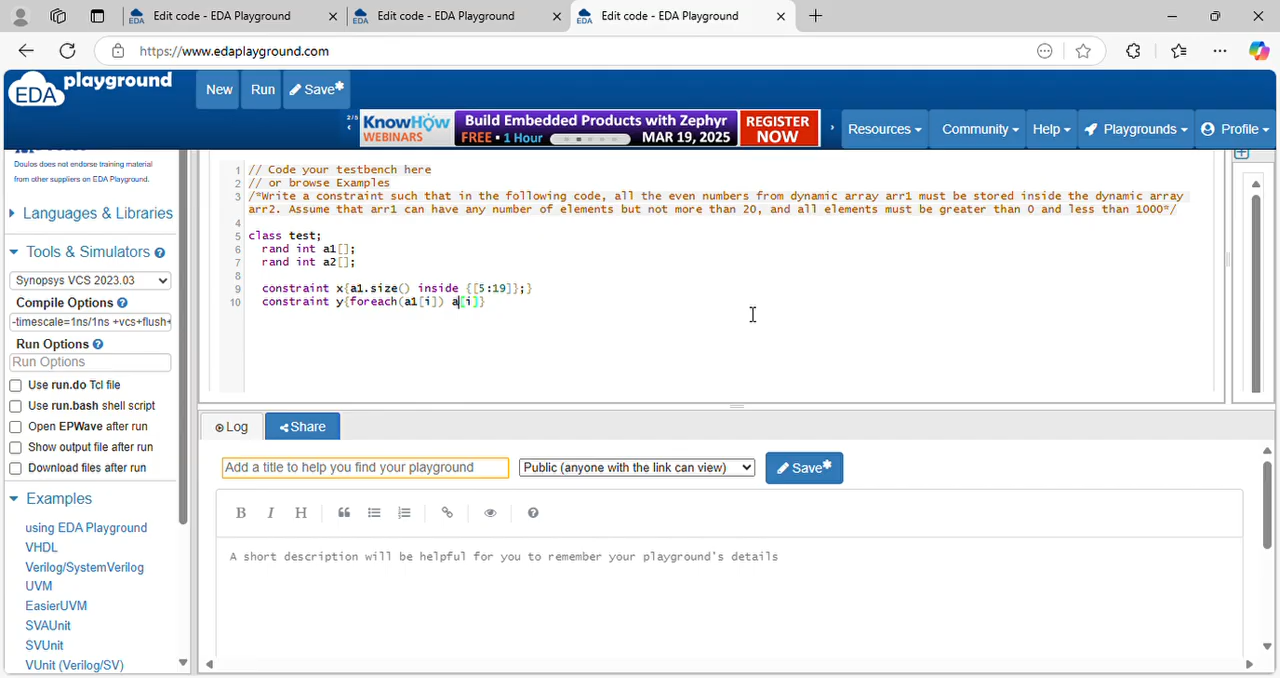 Edit code - EDA Playground
Edit code - EDA Playground
Edit code - EDA Playground
https://www.edaplayground.com
EDA playground
New
Run
Save*
2/5
KnowHow WEBINARS
Build Embedded Products with Zephyr
FREE • 1 Hour
MAR 19, 2025
REGISTER NOW
Resources
Community
Help
Playgrounds
Profile
Doulos does not endorse training material
from other suppliers on EDA Playground.
Languages & Libraries
Tools & Simulators
Synopsys VCS 2023.03
Compile Options
-timescale=1ns/1ns +vcs+flush+
Run Options
Run Options
Use run.do Tcl file
Use run.bash shell script
Open EPWave after run
Show output file after run
Download files after run
Examples
using EDA Playground
VHDL
Verilog/SystemVerilog
UVM
EasierUVM
SVAUnit
SVUnit
VUnit (Verilog/SV)
1 // Code your testbench here
2 // or browse Examples
3 /*Write a constraint such that in the following code, all the even numbers from dynamic array arr1 must be stored inside the dynamic array
arr2. Assume that arr1 can have any number of elements but not more than 20, and all elements must be greater than 0 and less than 1000*/
4
5 class test;
6 rand int a1[];
7 rand int a2[];
8
9 constraint x{a1.size() inside {[5:19]};}
10 constraint y{foreach(a1[i]) a[i]}
Log
Share
Add a title to help you find your playground
Public (anyone with the link can view)
Save*
B I H
A short description will be helpful for you to remember your playground's details